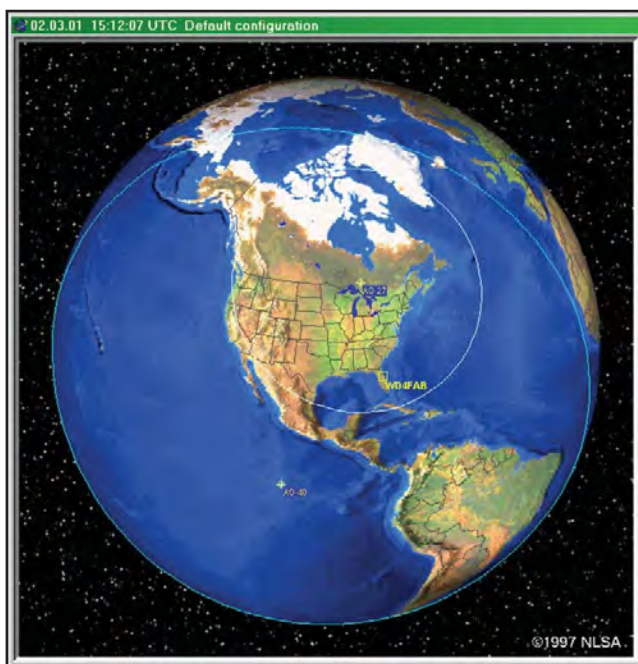 02.03.01 15:12:07 UTC Default configuration
AO-27
WD4FAB
AO-40
©1997 NLSA